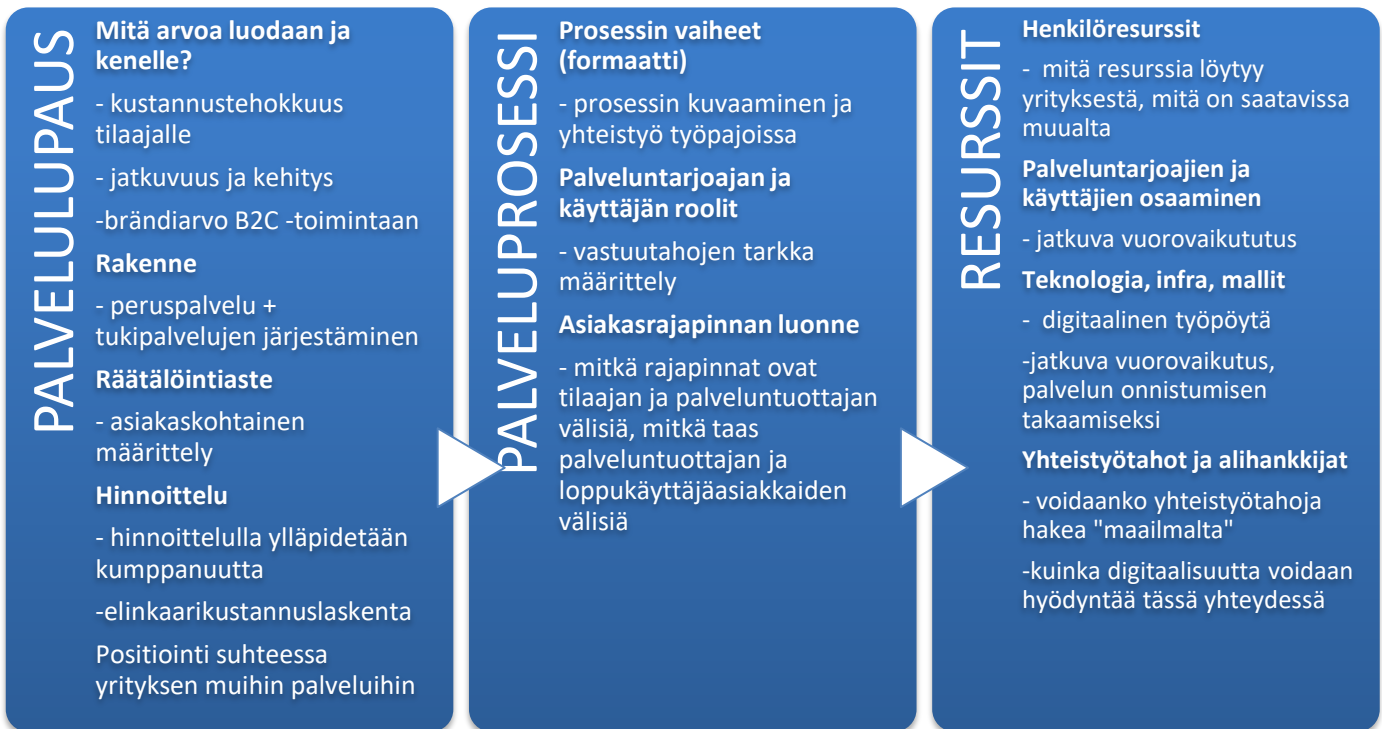 PALVELULUPAUS
Mitä arvoa luodaan ja
kenelle?
- kustannustehokkuus
tilaajalle
- jatkuvuus ja kehitys
-brändiarvo B2C -toimintaan
Rakenne
- peruspalvelu +
tukipalvelujen järjestäminen
Räätälöintiaste
- asiakaskohtainen
määrittely
Hinnoittelu
- hinnoittelulla ylläpidetään
kumppanuutta
-elinkaarikustannuslaskenta
Positiointi suhteessa
yrityksen muihin palveluihin
PALVELUPROSESSI
Prosessin vaiheet
(formaatti)
- prosessin kuvaaminen ja
yhteistyö työpajoissa
Palveluntarjoajan ja
käyttäjän roolit
- vastuutahojen tarkka
määrittely
Asiakasrajapinnan luonne
- mitkä rajapinnat ovat
tilaajan ja palveluntuottajan
välisiä, mitkä taas
palveluntuottajan ja
loppukäyttäjäasiakkaiden
välisiä
RESURSSIT
Henkilöresurssit
- mitä resurssia löytyy
yrityksestä, mitä on saatavissa
muualta
Palveluntarjoajien ja
käyttäjien osaaminen
- jatkuva vuorovaikututus
Teknologia, infra, mallit
- digitaalinen työpöytä
-jatkuva vuorovaikutus,
palvelun onnistumisen
takaamiseksi
Yhteistyötahot ja alihankkijat
- voidaanko yhteistyötahoja
hakea "maailmalta"
-kuinka digitaalisuutta voidaan
hyödyntää tässä yhteydessä